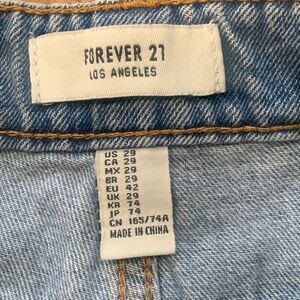 FOREVER 21
LOS ANGELES
US 29
CA 29
MX 29
BR 29
EU 42
UK 29
KR 74
JP 74
CN 165/74A
MADE IN CHINA